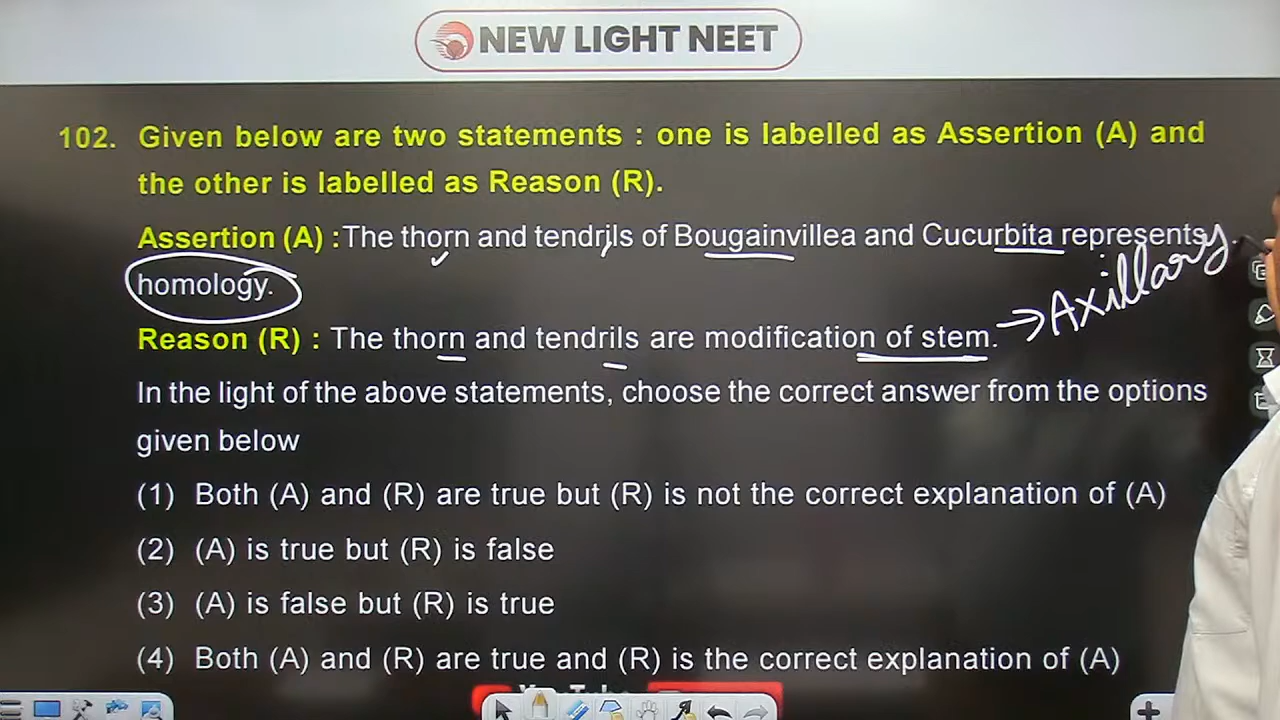 NEW LIGHT NEET
102. Given below are two statements : one is labelled as Assertion (A) and
the other is labelled as Reason (R).
Assertion (A) : The thorn and tendrils of Bougainvillea and Cucurbita represents
homology.
Reason (R) : The thorn and tendrils are modification of stem. → Axillary
In the light of the above statements, choose the correct answer from the options
given below
(1) Both (A) and (R) are true but (R) is not the correct explanation of (A)
(2) (A) is true but (R) is false
(3) (A) is false but (R) is true
(4) Both (A) and (R) are true and (R) is the correct explanation of (A)